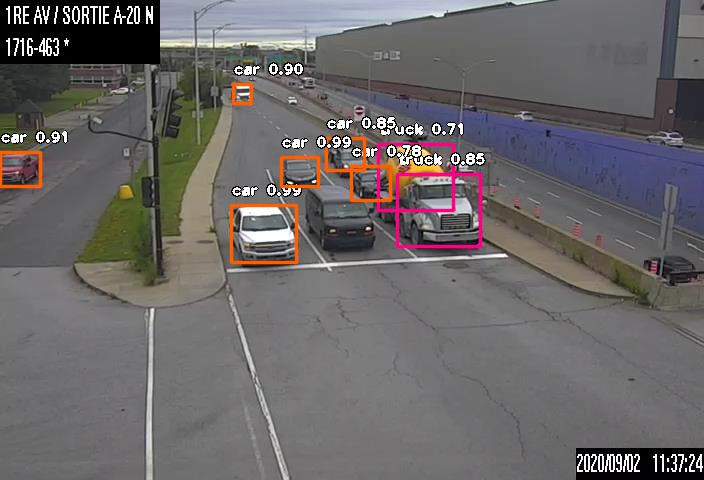 1RE AV / SORTIE A-20 N
1716-463 *
car 0.90
car 0.91
car 0.85
truck 0.71
car 0.99
car 0.78
truck 0.85
car 0.99
2020/09/02 11:37:24